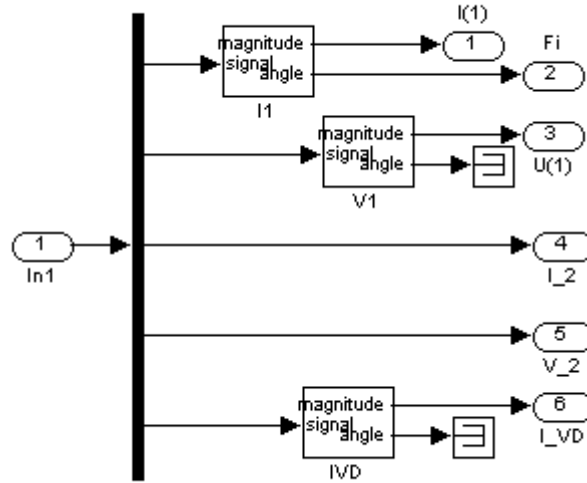 I(1)
magnitude
signal
angle
I1
1
Fi
2
magnitude
signal
angle
V1
3
U(1)
1
In1
4
I_2
5
V_2
magnitude
signal
angle
IVD
6
I_VD